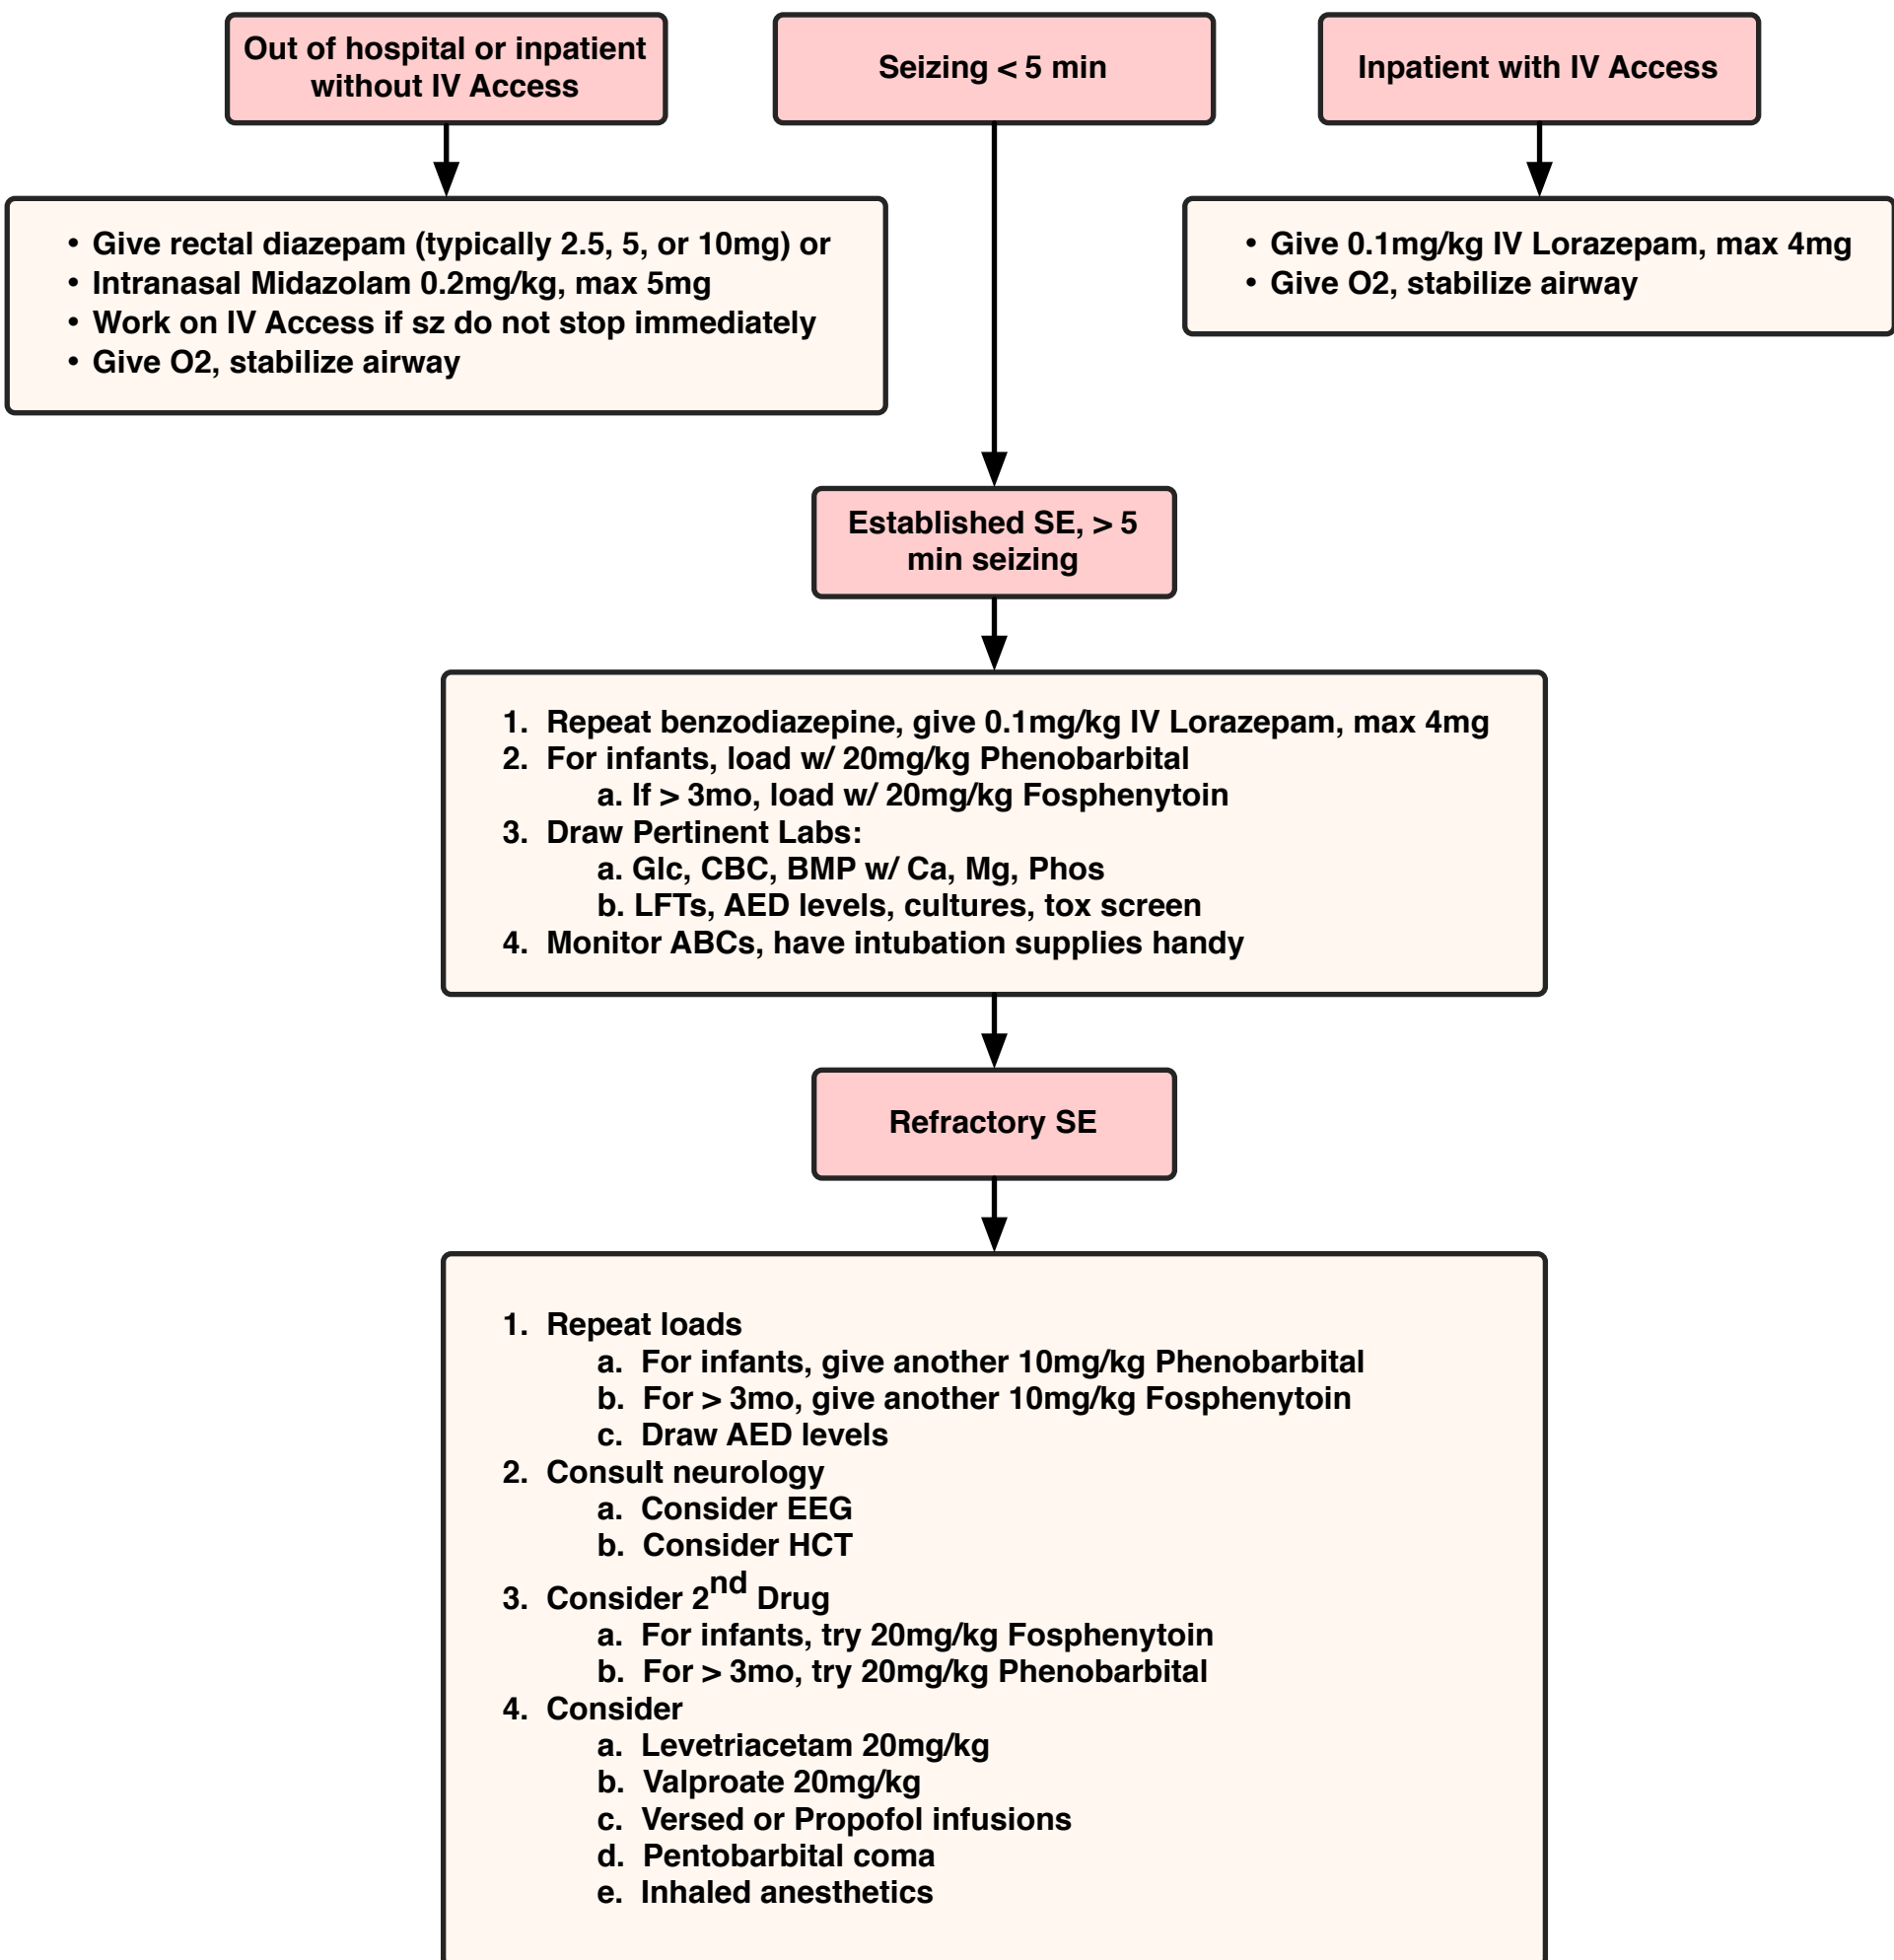 Out of hospital or inpatient
without IV Access
Seizing < 5 min
Inpatient with IV Access
• Give rectal diazepam (typically 2.5, 5, or 10mg) or
• Intranasal Midazolam 0.2mg/kg, max 5mg
• Work on IV Access if sz do not stop immediately
• Give O2, stabilize airway
• Give 0.1mg/kg IV Lorazepam, max 4mg
• Give O2, stabilize airway
Established SE, > 5
min seizing
1. Repeat benzodiazepine, give 0.1mg/kg IV Lorazepam, max 4mg
2. For infants, load w/ 20mg/kg Phenobarbital
a. If > 3mo, load w/ 20mg/kg Fosphenytoin
3. Draw Pertinent Labs:
a. Glc, CBC, BMP w/ Ca, Mg, Phos
b. LFTs, AED levels, cultures, tox screen
4. Monitor ABCs, have intubation supplies handy
Refractory SE
1. Repeat loads
a. For infants, give another 10mg/kg Phenobarbital
b. For > 3mo, give another 10mg/kg Fosphenytoin
c. Draw AED levels
2. Consult neurology
a. Consider EEG
b. Consider HCT
3. Consider 2nd Drug
a. For infants, try 20mg/kg Fosphenytoin
b. For > 3mo, try 20mg/kg Phenobarbital
4. Consider
a. Levetriacetam 20mg/kg
b. Valproate 20mg/kg
c. Versed or Propofol infusions
d. Pentobarbital coma
e. Inhaled anesthetics